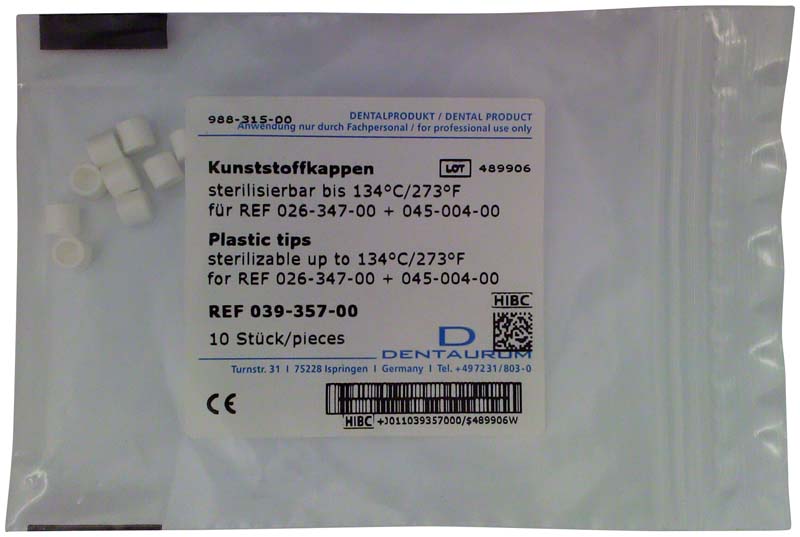 988-315-00
DENTALPRODUKT / DENTAL PRODUCT
Anwendung nur durch Fachpersonal / for professional use only
Kunststoffkappen
LOT 489906
sterilisierbar bis 134°C/273°F
für REF 026-347-00 + 045-004-00
Plastic tips
sterilizable up to 134°C/273°F
for REF 026-347-00 + 045-004-00
HIBC
REF 039-357-00
10 Stück/pieces
D
DENTAURUM
Turnstr. 31 I 75228 Ispringen I Germany I Tel. +497231/803-0
CE
HIBC +J011039357000/$489906W